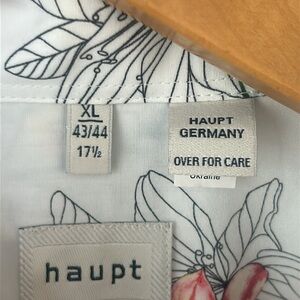 XL
43/44
17½
HAUPT
GERMANY
OVER FOR CARE
Ukraine
haupt